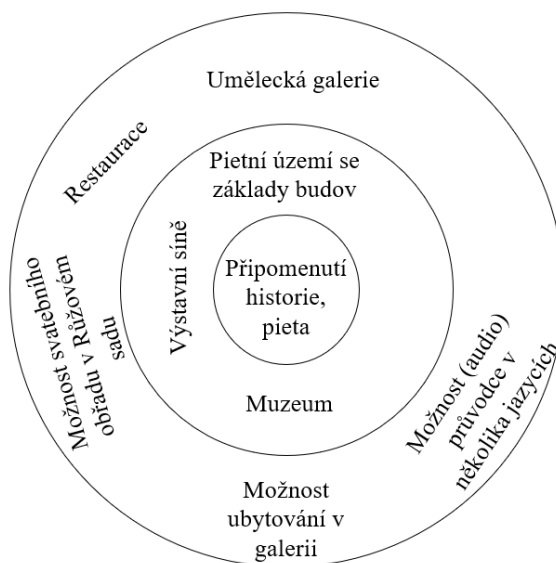 Umělecká galerie
Restaurace
Pietní území se
základy budov
Výstavní síně
Připomenutí
historie,
pieta
Možnost svatebního
obřadu v Růžovém
sadu
Muzeum
Možnost (audio)
průvodce v
několika jazycích
Možnost
ubytování v
galerii